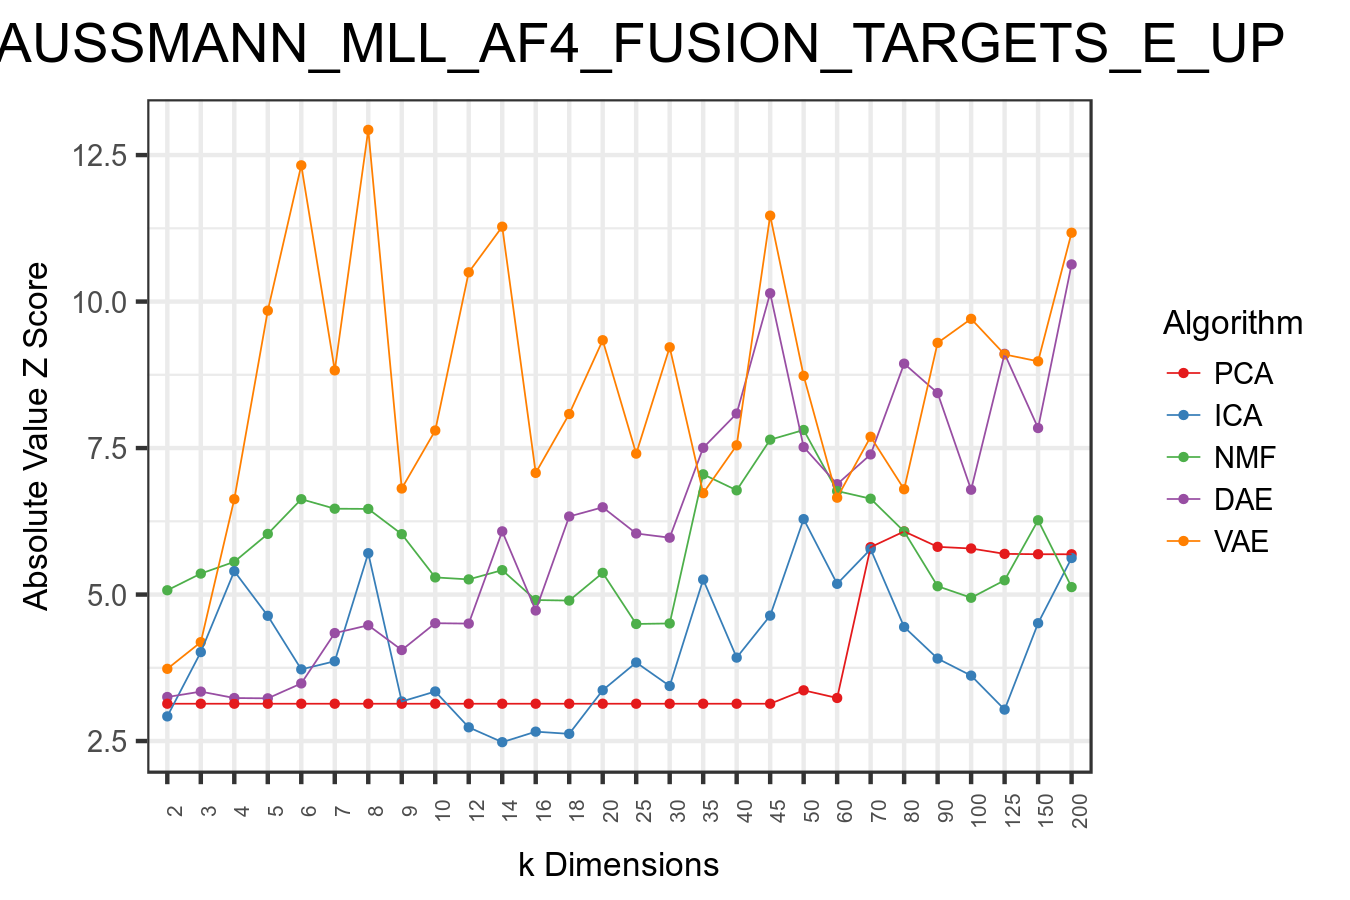 AUSSMANN_MLL_AF4_FUSION_TARGETS_E_UP
12.5
10.0
7.5
5.0
2.5
Absolute Value Z Score
2 3 4 5 6 7 8 9 10 12 14 16 18 20 25 30 35 40 45 50 60 70 80 90 100 125 150 200
k Dimensions
Algorithm
PCA
ICA
NMF
DAE
VAE